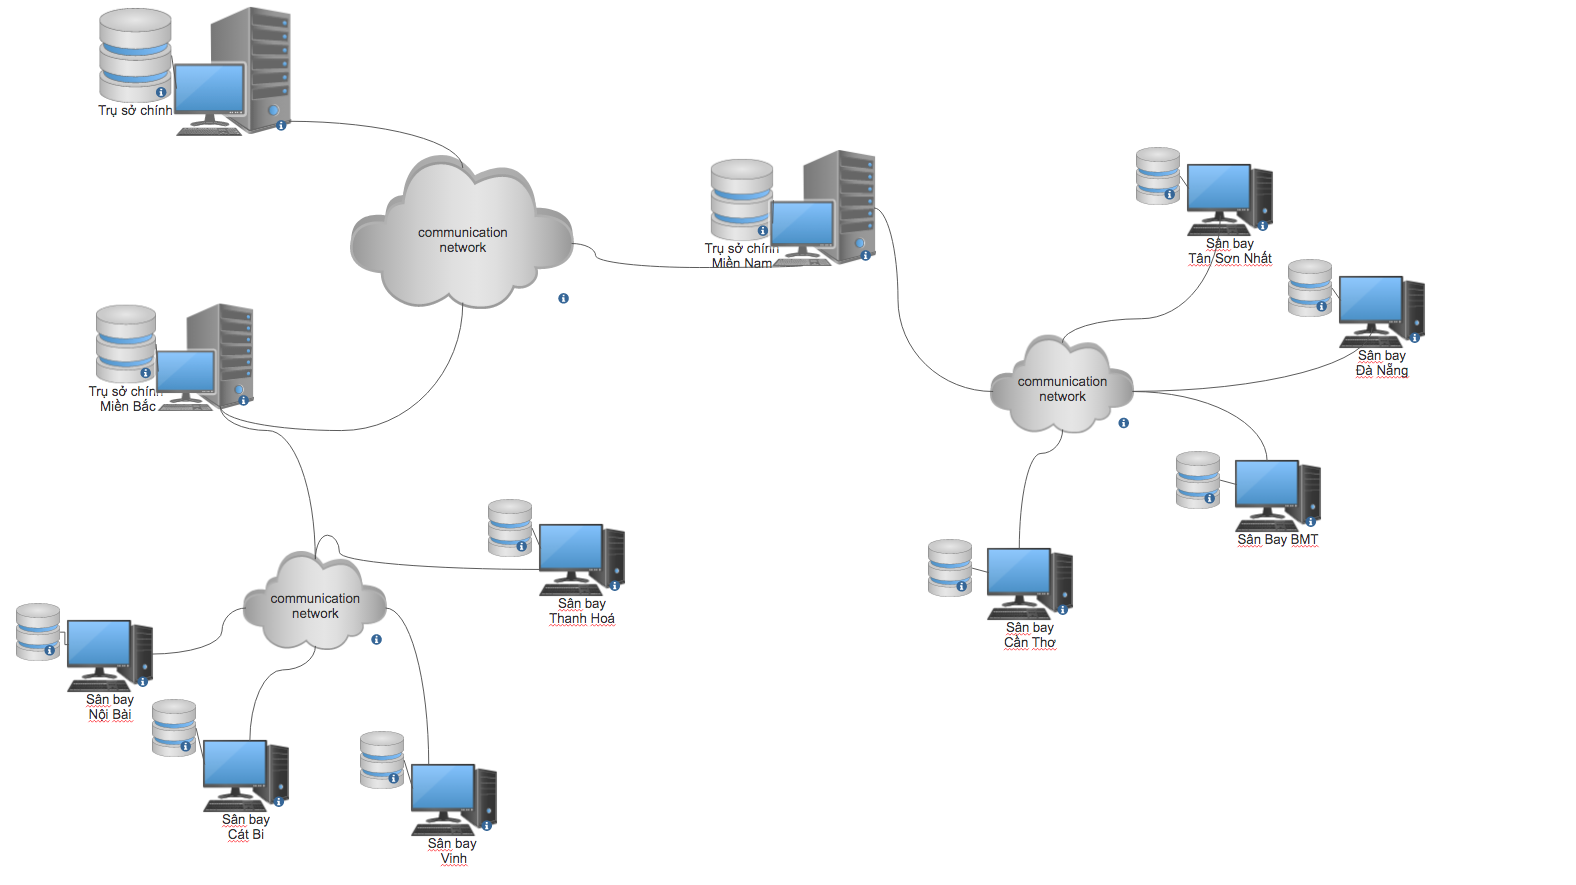 Trụ sở chính
communication
network
Trụ sở chính
Miền Nam
Sân bay
Tân Sơn Nhất
Sân bay
Đà Nẵng
communication
network
Trụ sở chính
Miền Bắc
Sân Bay BMT
Sân bay
Thanh Hoá
communication
network
Sân bay
Cần Thơ
Sân bay
Nội Bài
Sân bay
Cát Bi
Sân bay
Vinh